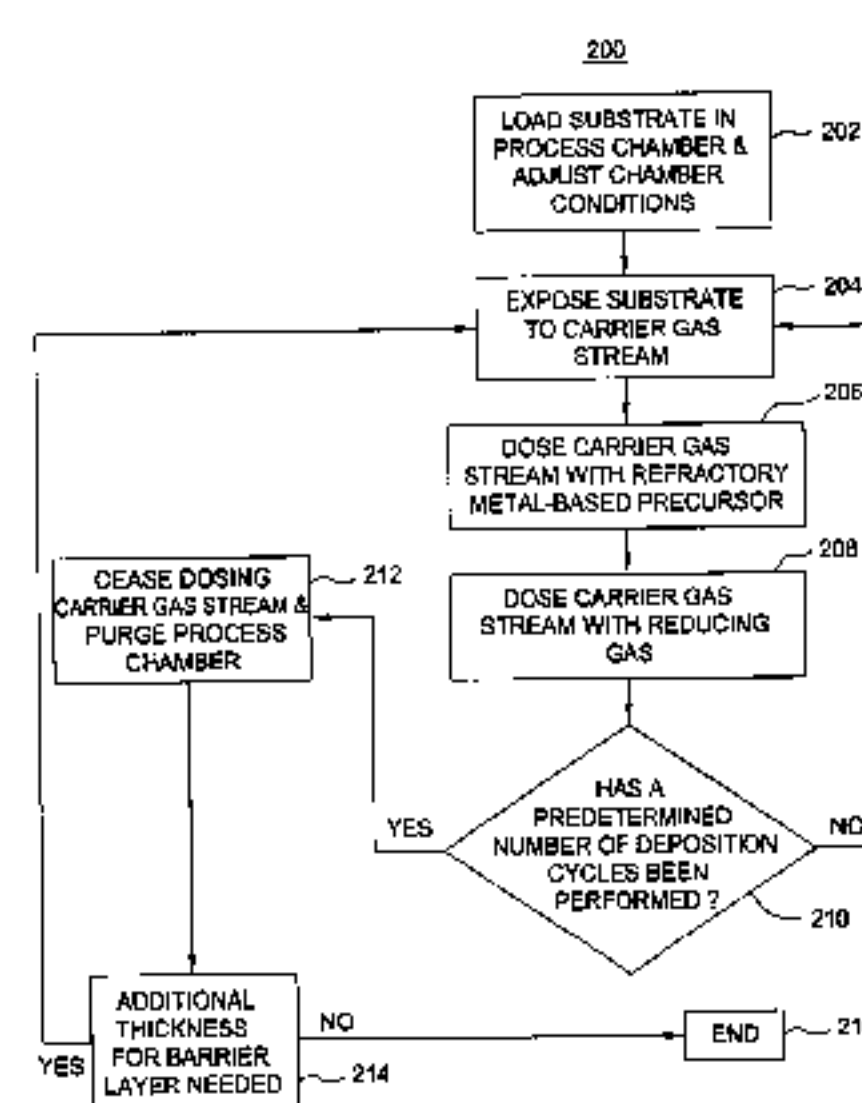 200
LOAD SUBSTRATE IN
PROCESS CHAMBER &
ADJUST CHAMBER
CONDITIONS
202
EXPOSE SUBSTRATE
TO CARRIER GAS
STREAM
204
206
DOSE CARRIER GAS
STREAM WITH REFRACTORY
METAL-BASED PRECURSOR
208
DOSE CARRIER GAS
STREAM WITH REDUCING
GAS
CEASE DOSING
CARRIER GAS STREAM &
PURGE PROCESS
CHAMBER
212
HAS A
PREDETERMINED
NUMBER OF DEPOSITION
CYCLES BEEN
PERFORMED ?
YES
NO
210
ADDITIONAL
THICKNESS
FOR BARRIER
LAYER NEEDED
YES
NO
214
END
21